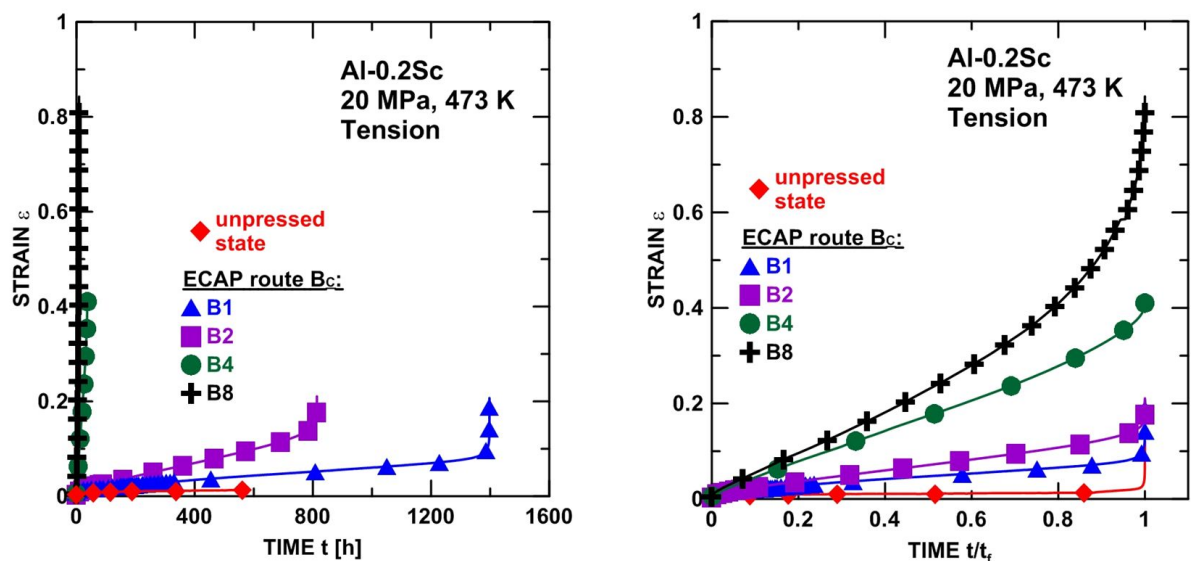 1
0.8
0.6
0.4
0.2
0
STRAIN ε
Al-0.2Sc
20 MPa, 473 K
Tension
unpressed
state
ECAP route BC:
B1
B2
B4
B8
0 400 800 1200 1600
TIME t [h]
1
0.8
0.6
0.4
0.2
0
STRAIN ε
Al-0.2Sc
20 MPa, 473 K
Tension
unpressed
state
ECAP route BC:
B1
B2
B4
B8
0 0.2 0.4 0.6 0.8 1
TIME t/tf